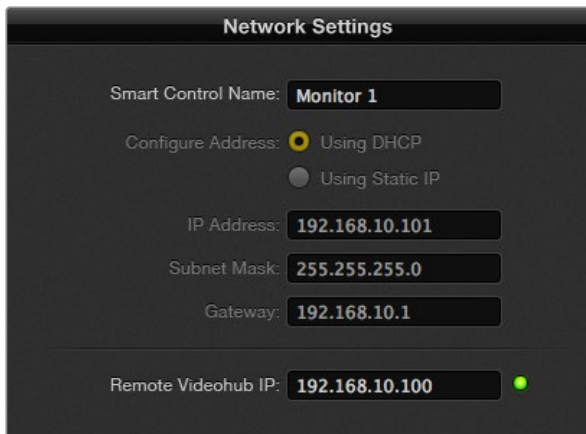 Network Settings
Smart Control Name: Monitor 1
Configure Address: Using DHCP
Using Static IP
IP Address: 192.168.10.101
Subnet Mask: 255.255.255.0
Gateway: 192.168.10.1
Remote Videohub IP: 192.168.10.100